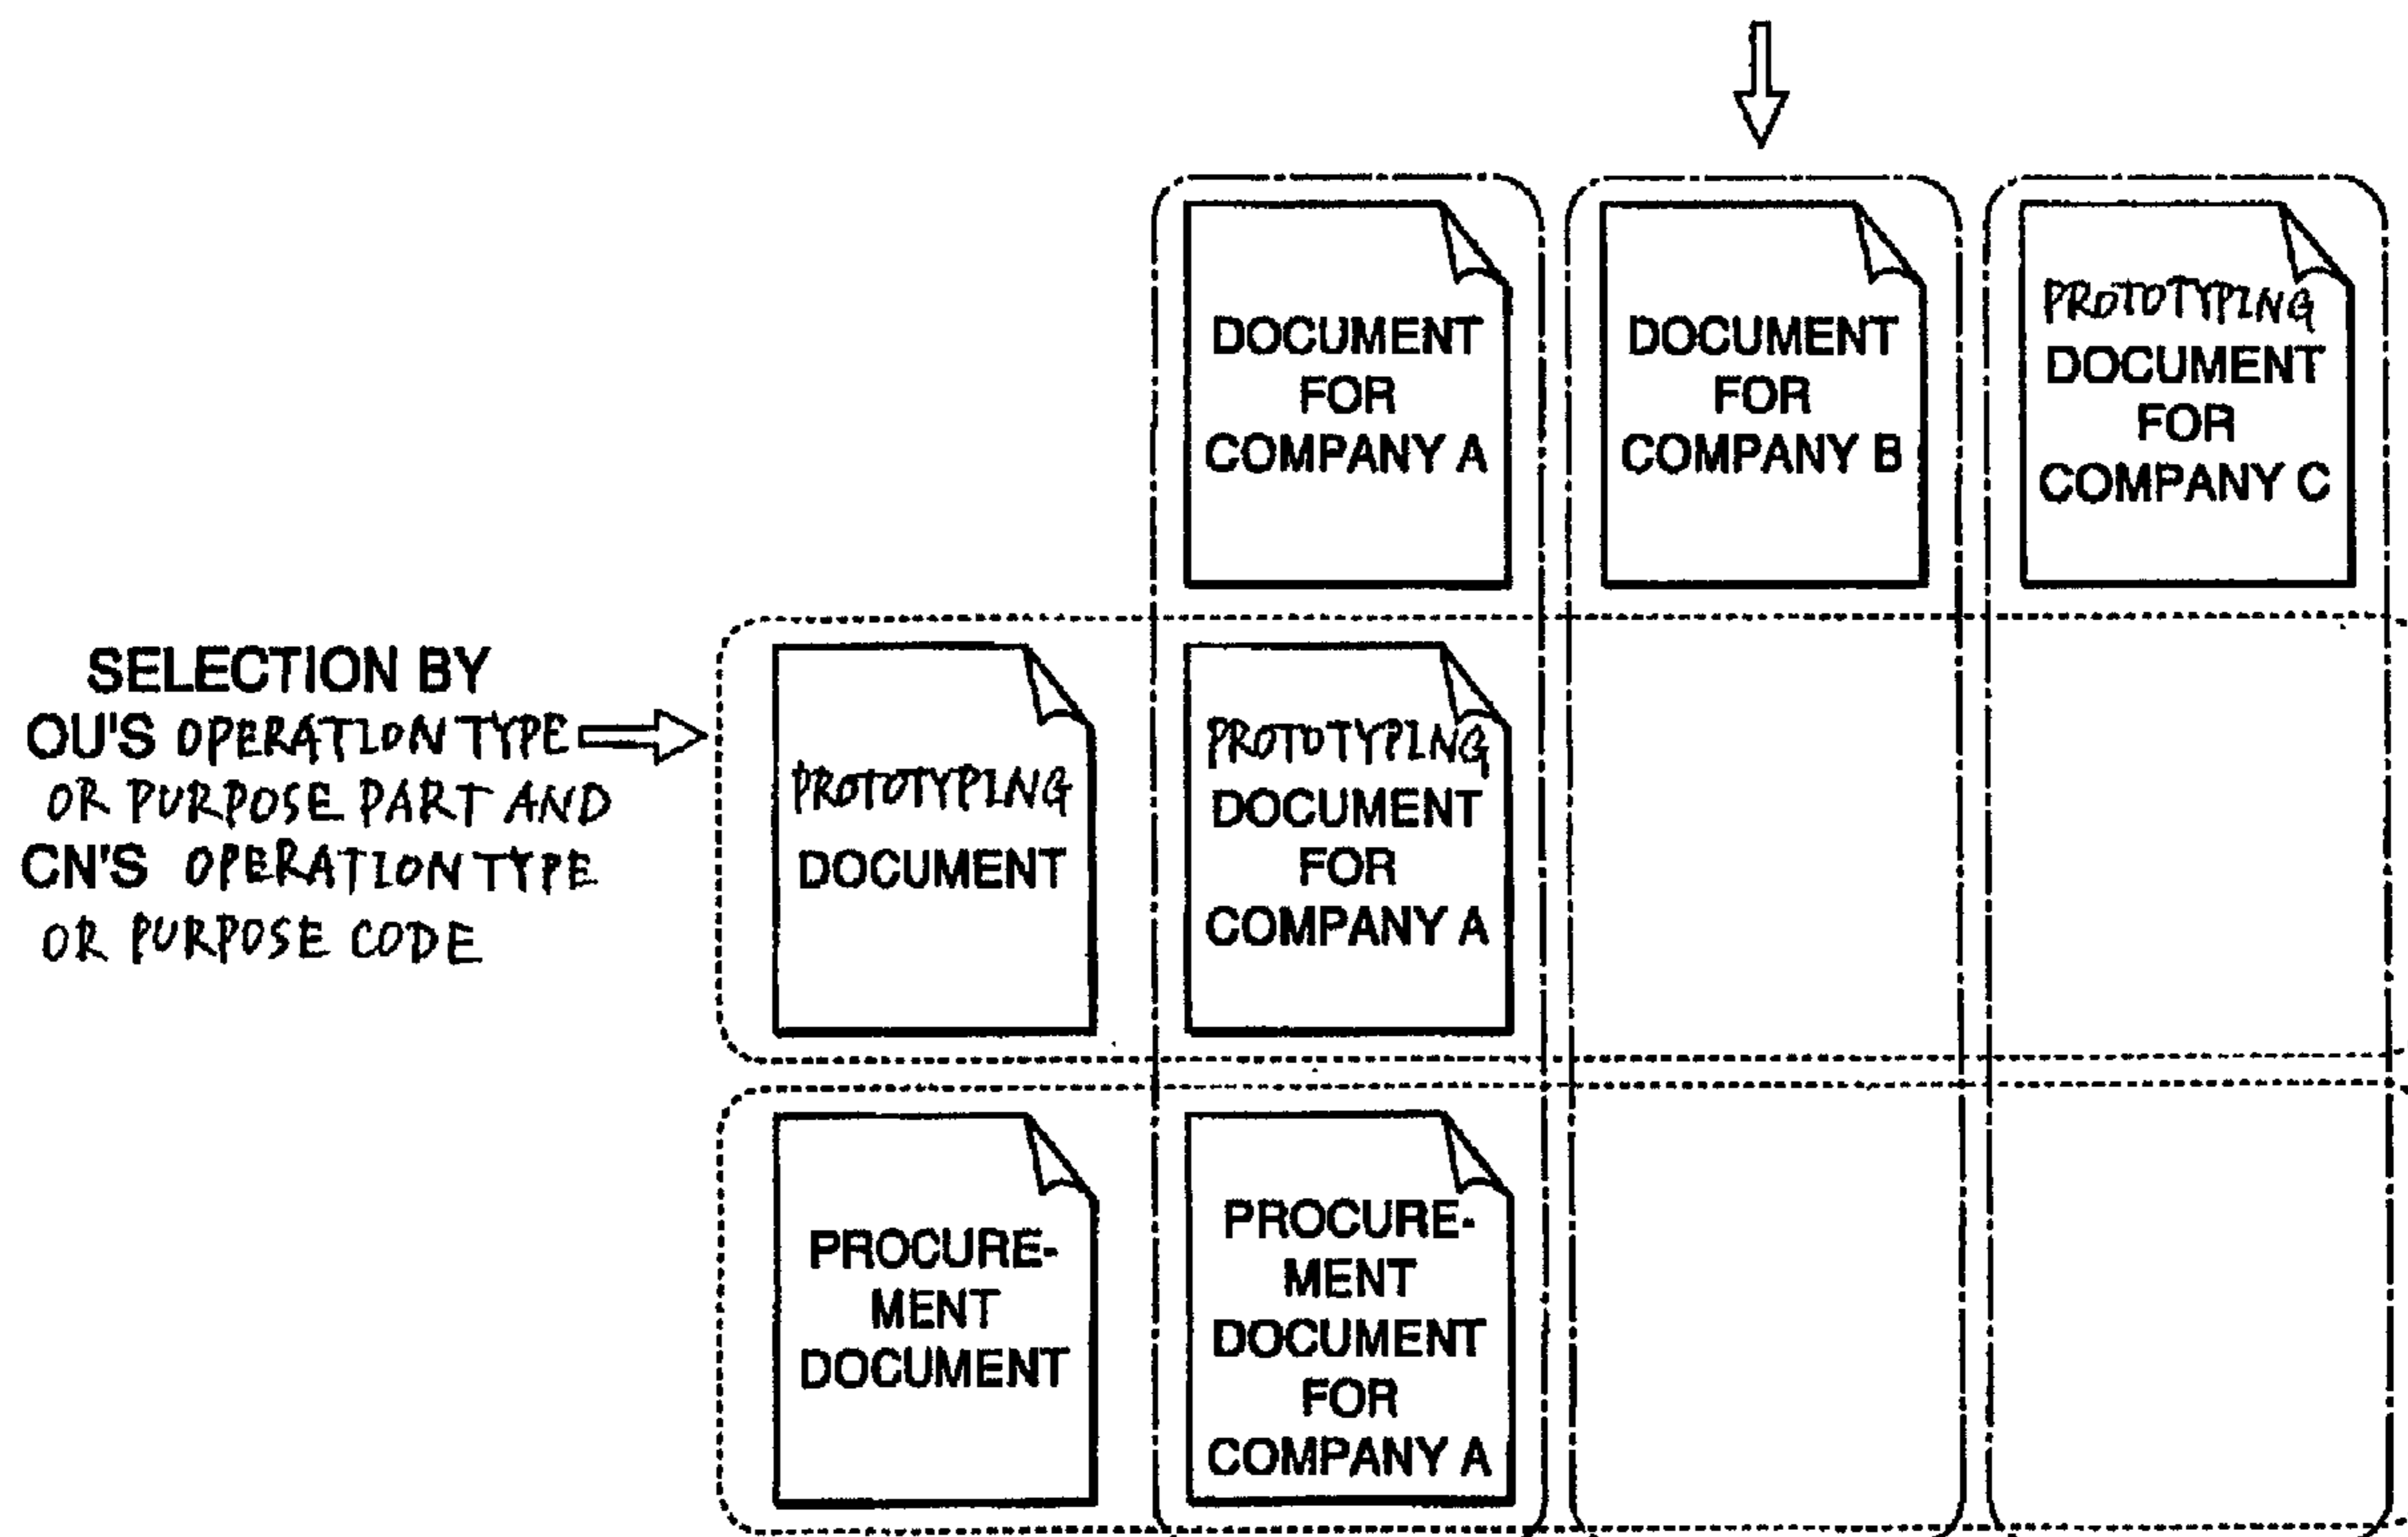 DOCUMENT
FOR
COMPANY A
DOCUMENT
FOR
COMPANY B
PROTOTYPING
DOCUMENT
FOR
COMPANY C
SELECTION BY
OU'S OPERATION TYPE
OR PURPOSE PART AND
CN'S OPERATION TYPE
OR PURPOSE CODE
PROTOTYPING
DOCUMENT
PROTOTYPING
DOCUMENT
FOR
COMPANY A
PROCURE-
MENT
DOCUMENT
PROCURE-
MENT
DOCUMENT
FOR
COMPANY A